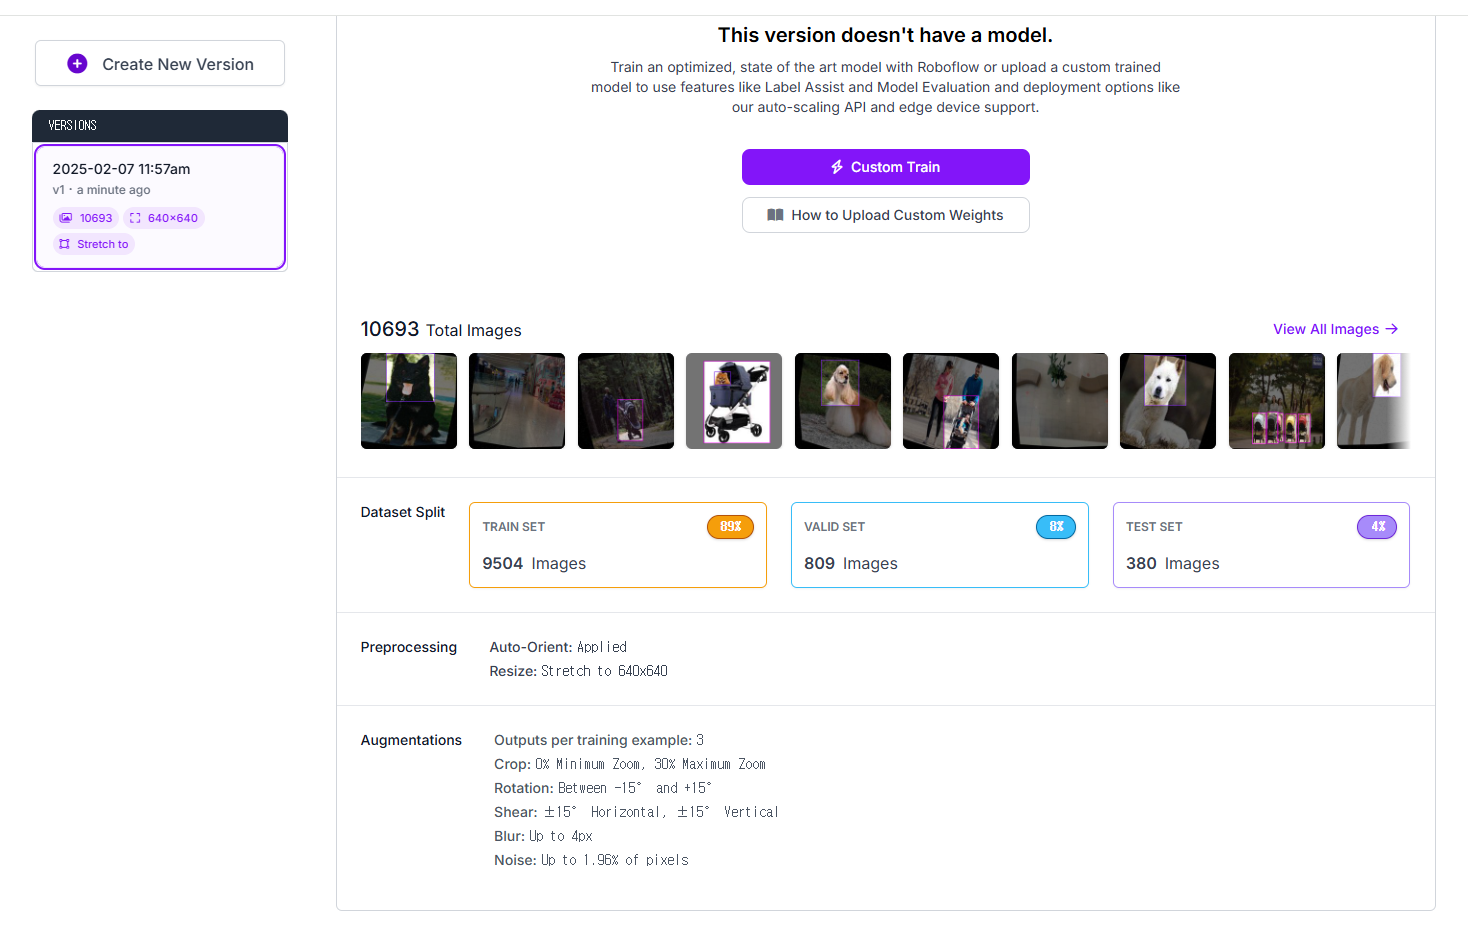 Create New Version
VERSIONS
2025-02-07 11:57am
v1 · a minute ago
10693 640×640
Stretch to
This version doesn't have a model.
Train an optimized, state of the art model with Roboflow or upload a custom trained
model to use features like Label Assist and Model Evaluation and deployment options like
our auto-scaling API and edge device support.
Custom Train
How to Upload Custom Weights
10693 Total Images
View All Images →
Dataset Split
TRAIN SET 89%
9504 Images
VALID SET 8%
809 Images
TEST SET 4%
380 Images
Preprocessing
Auto-Orient: Applied
Resize: Stretch to 640x640
Augmentations
Outputs per training example: 3
Crop: 0% Minimum Zoom, 30% Maximum Zoom
Rotation: Between -15° and +15°
Shear: ±15° Horizontal, ±15° Vertical
Blur: Up to 4px
Noise: Up to 1.96% of pixels